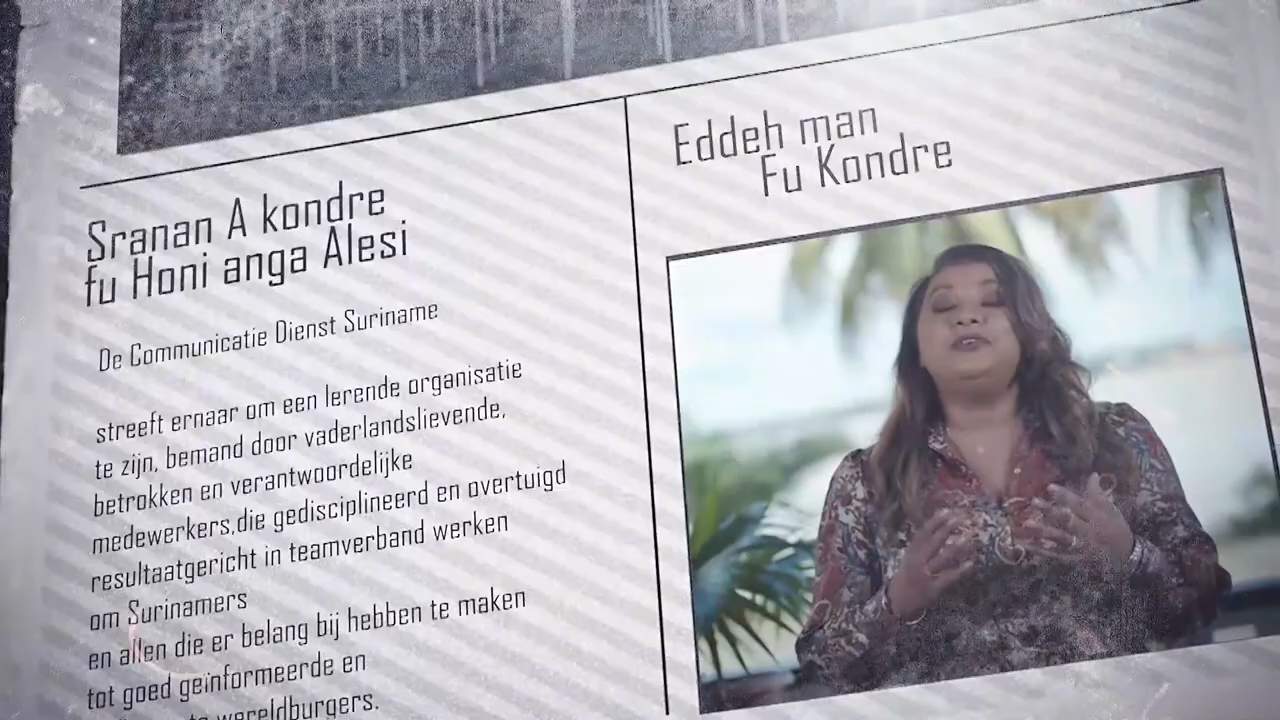 Sranan A kondre
fu Honi anga Alesi
De Communicatie Dienst Suriname
streeft ernaar om een lerende organisatie
te zijn, bemand door vaderlandslievende,
betrokken en verantwoordelijke
medewerkers,die gedisciplineerd en overtuigd
resultaatgericht in teamverband werken
om Surinamers
en allen die er belang bij hebben te maken
tot goed geïnformeerde en
wereldburgers.
Eddeh man
Fu Kondre